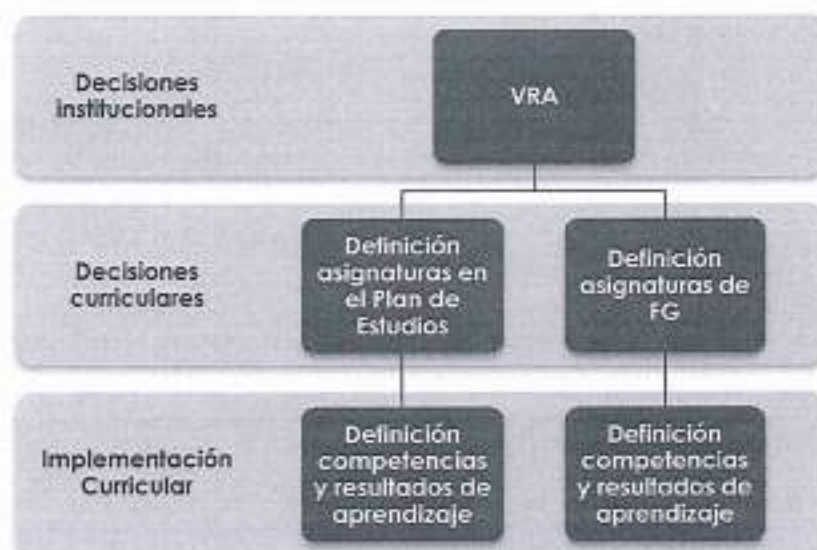 Decisiones
institucionales
VRA
Decisiones
curriculares
Definición
asignaturas en
el Plan de
Estudios
Definición
asignaturas de
FG
Implementación
Curricular
Definición
competencias
y resultados de
aprendizaje
Definición
competencias
y resultados de
aprendizaje